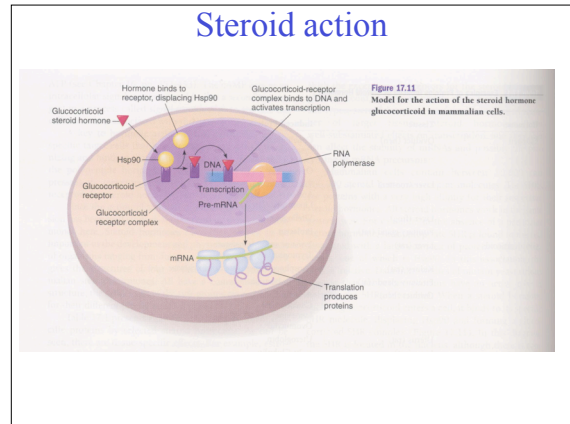 Steroid action
Hormone binds to
receptor, displacing Hsp90
Glucocorticoid-receptor
complex binds to DNA and
activates transcription
Figure 17.11
Model for the action of the steroid hormone
glucocorticoid in mammalian cells.
Glucocorticoid
steroid hormone
Hsp90
DNA
RNA
polymerase
Glucocorticoid
receptor
Transcription
Glucocorticoid
receptor complex
Pre-mRNA
mRNA
Translation
produces
proteins